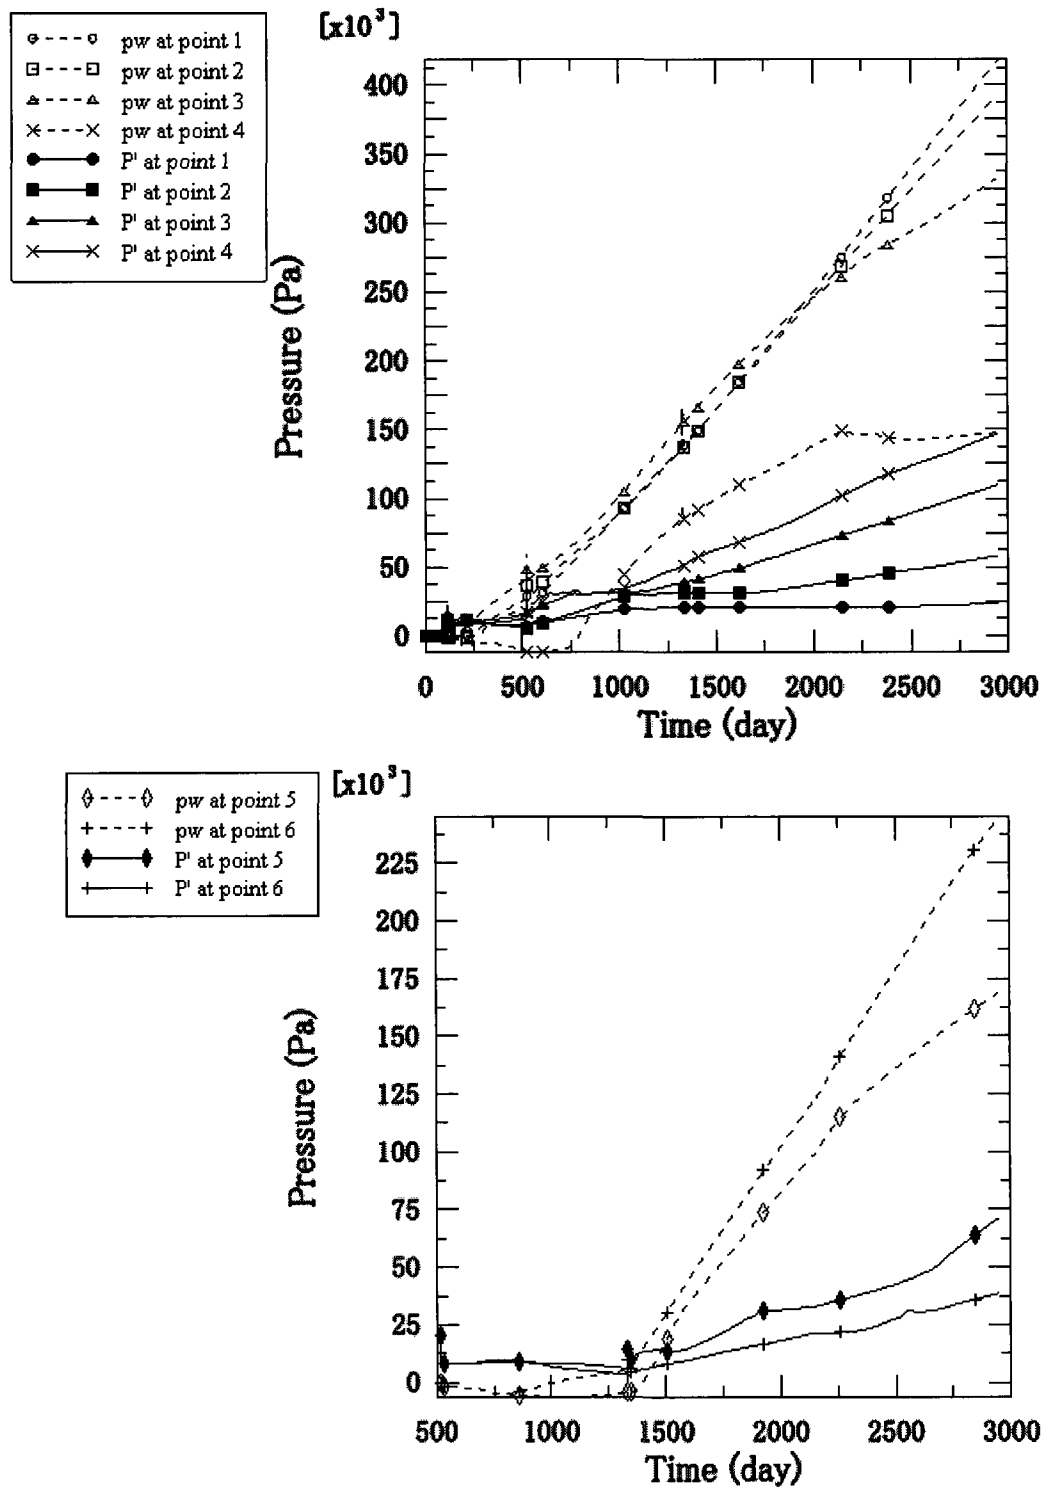 [x10³]
pw at point 1
pw at point 2
pw at point 3
pw at point 4
P' at point 1
P' at point 2
P' at point 3
P' at point 4
400
350
300
250
200
150
100
50
0
Pressure (Pa)
0 500 1000 1500 2000 2500 3000
Time (day)
[x10³]
pw at point 5
pw at point 6
P' at point 5
P' at point 6
225
200
175
150
125
100
75
50
25
0
Pressure (Pa)
500 1000 1500 2000 2500 3000
Time (day)